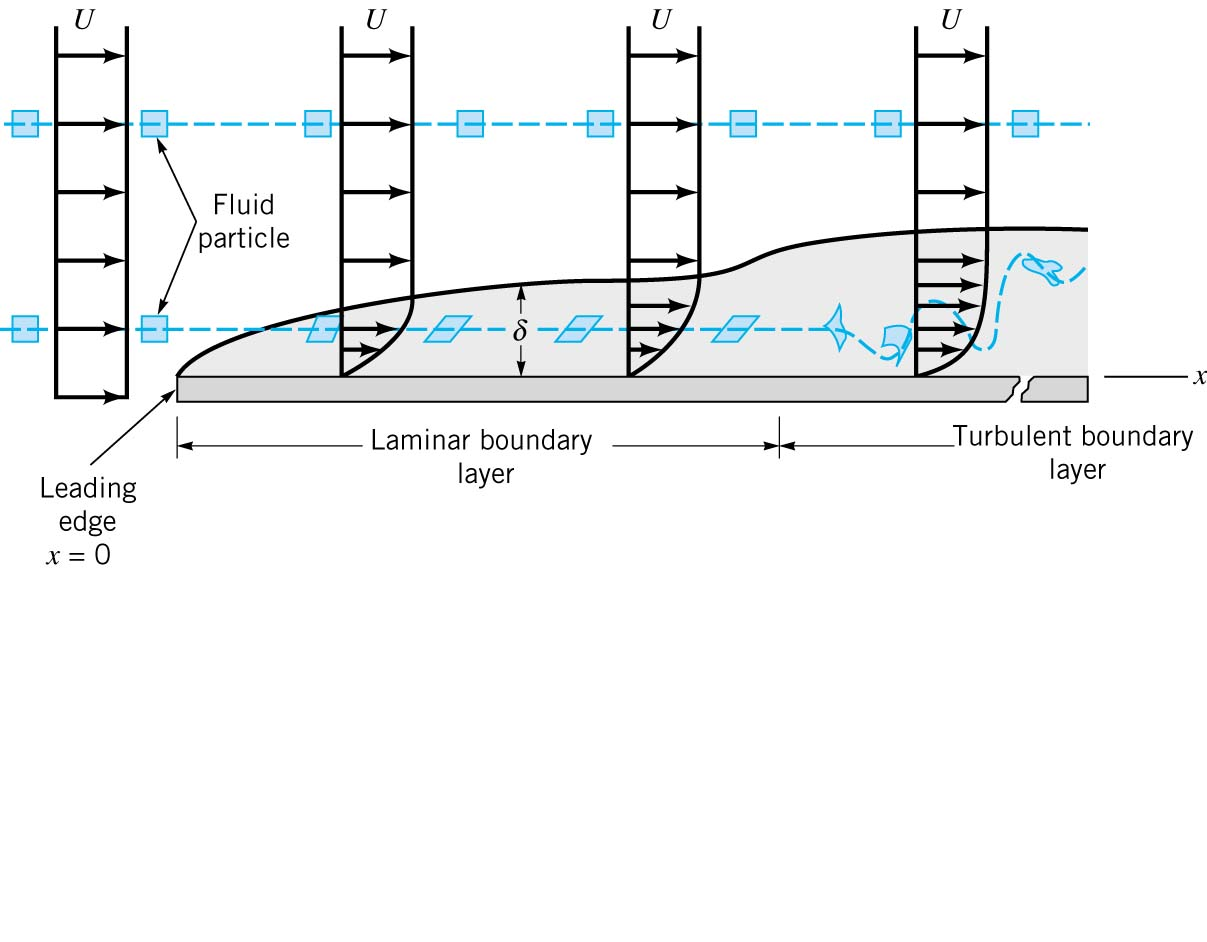 U
U
U
U
Fluid
particle
δ
x
Laminar boundary
layer
Turbulent boundary
layer
Leading
edge
x = 0